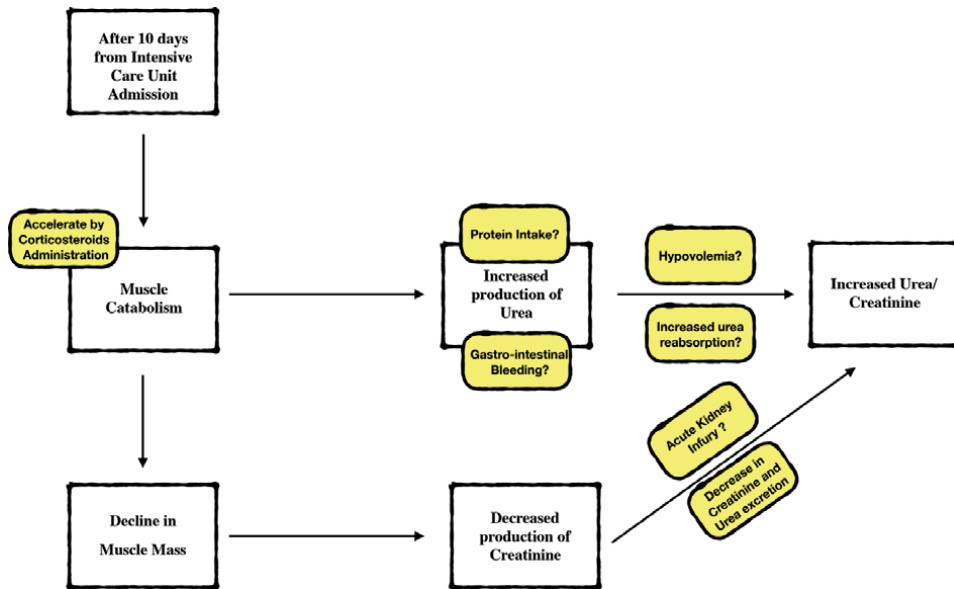 After 10 days
from Intensive
Care Unit
Admission
Accelerate by
Corticosteroids
Administration
Muscle
Catabolism
Protein Intake?
Increased
production of
Urea
Gastro-intestinal
Bleeding?
Hypovolemia?
Increased urea
reabsorption?
Increased Urea/
Creatinine
Acute Kidney
Infury ?
Decrease in
Creatinine and
Urea excretion
Decline in
Muscle Mass
Decreased
production of
Creatinine